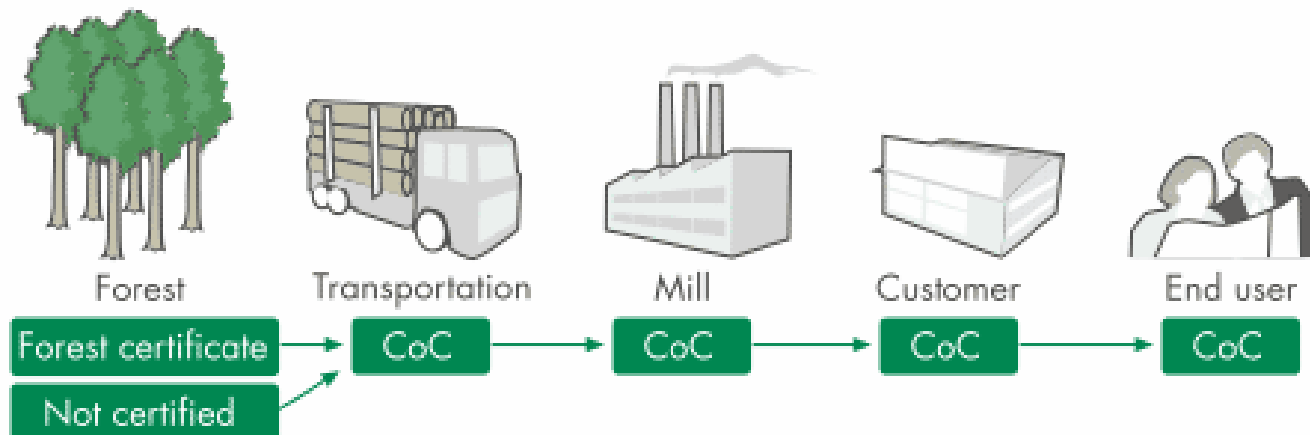 Forest
Transportation
Mill
Customer
End user
Forest certificate
CoC
CoC
CoC
CoC
Not certified